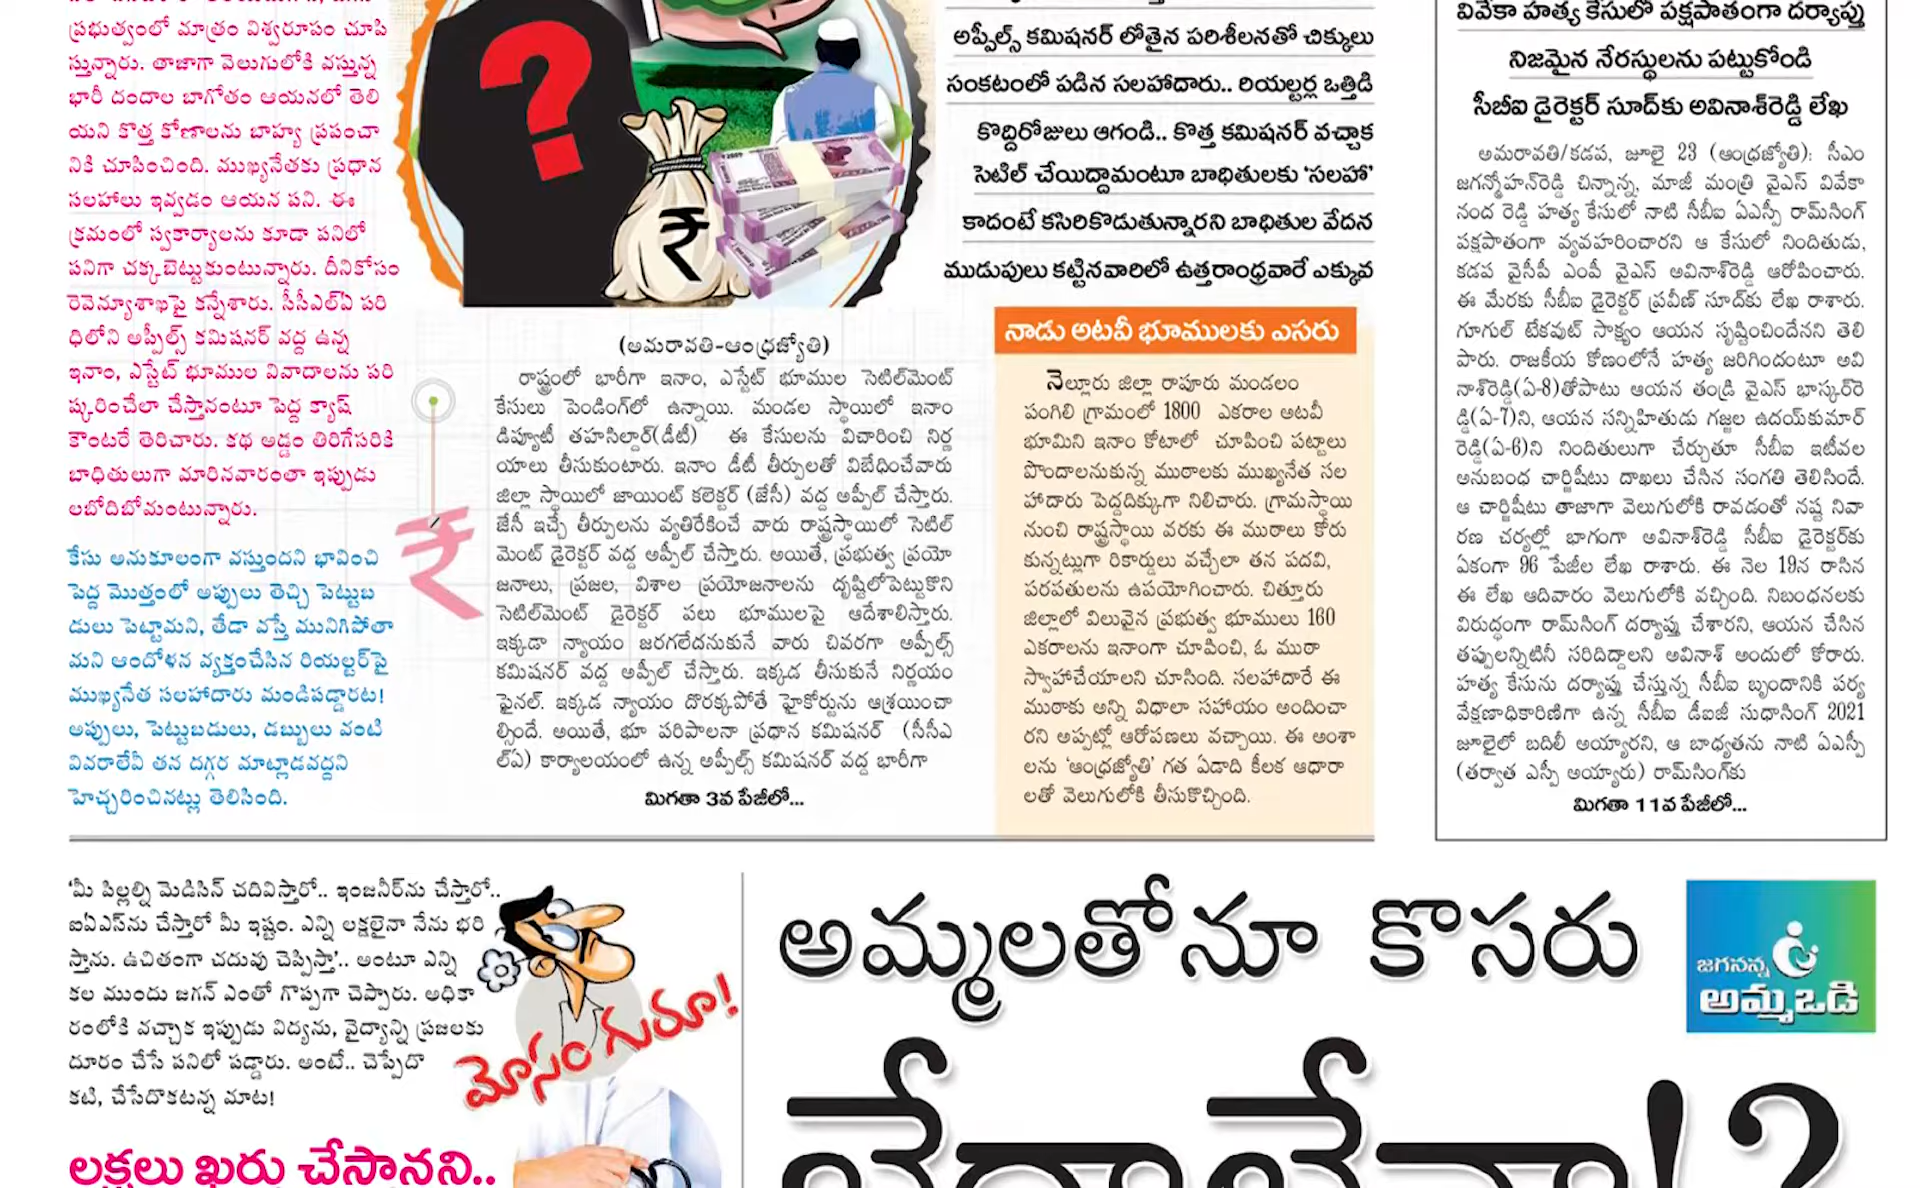 ప్రభుత్వంలో మాత్రం విశ్వరూపం చూపి
స్తున్నారు. తాజాగా వెలుగులోకి వస్తున్న
భారీ దందాల బాగోతం ఆయనలో తెలి
యని కొత్త కోణాలను బాహ్య ప్రపంచా
నికి చూపించింది. ముఖ్యనేతకు ప్రధాన
సలహాలు ఇవ్వడం ఆయన పని. ఈ
క్రమంలో స్వకార్యాలను కూడా పనిలో
పనిగా చక్కబెట్టుకుంటున్నారు. దీనికోసం
రెవెన్యూశాఖపై కన్నేశారు. సీసీఎల్ఏ పరి
ధిలోని అప్పీల్స్ కమిషనర్ వద్ద ఉన్న
ఇనాం, ఎస్టేట్ భూముల వివాదాలను పరి
ష్కరించేలా చేస్తానంటూ పెద్ద క్యాష్
కౌంటరే తెరిచారు. కథ అడ్డం తిరిగేసరికి
బాధితులుగా మారినవారంతా ఇప్పుడు
లబోదిబోమంటున్నారు.
కేసు అనుకూలంగా వస్తుందని భావించి
పెద్ద మొత్తంలో అప్పులు తెచ్చి పెట్టుబ
డులు పెట్టామని, తేడా వస్తే మునిగిపోతా
మని ఆందోళన వ్యక్తంచేసిన రియల్టర్‌పై
ముఖ్యనేత సలహాదారు మండిపడ్డారట!
అప్పులు, పెట్టుబడులు, డబ్బులు వంటి
వివరాలేవీ తన దగ్గర మాట్లాడవద్దని
హెచ్చరించినట్లు తెలిసింది.
₹
అప్పీల్స్ కమిషనర్ లోతైన పరిశీలనతో చిక్కులు
సంకటంలో పడిన సలహాదారు.. రియల్టర్ల ఒత్తిడి
కొద్దిరోజులు ఆగండి.. కొత్త కమిషనర్ వచ్చాక
సెటిల్ చేయిద్దామంటూ బాధితులకు ‘సలహా’
కాదంటే కసిరికొడుతున్నారని బాధితుల వేదన
ముడుపులు కట్టినవారిలో ఉత్తరాంధ్రవారే ఎక్కువ
(అమరావతి-ఆంధ్రజ్యోతి)
రాష్ట్రంలో భారీగా ఇనాం, ఎస్టేట్ భూముల సెటిల్‌మెంట్
కేసులు పెండింగ్‌లో ఉన్నాయి. మండల స్థాయిలో ఇనాం
డిప్యూటీ తహసిల్దార్(డీటీ) ఈ కేసులను విచారించి నిర్ణ
యాలు తీసుకుంటారు. ఇనాం డీటీ తీర్పులతో విబేధించేవారు
జిల్లా స్థాయిలో జాయింట్ కలెక్టర్ (జేసీ) వద్ద అప్పీల్ చేస్తారు.
జేసీ ఇచ్చే తీర్పులను వ్యతిరేకించే వారు రాష్ట్రస్థాయిలో సెటిల్
మెంట్ డైరెక్టర్ వద్ద అప్పీల్ చేస్తారు. అయితే, ప్రభుత్వ ప్రయో
జనాలు, ప్రజల, విశాల ప్రయోజనాలను దృష్టిలోపెట్టుకొని
సెటిల్‌మెంట్ డైరెక్టర్ పలు భూములపై ఆదేశాలిస్తారు.
ఇక్కడా న్యాయం జరగలేదనుకునే వారు చివరగా అప్పీల్స్
కమిషనర్ వద్ద అప్పీల్ చేస్తారు. ఇక్కడ తీసుకునే నిర్ణయం
ఫైనల్. ఇక్కడ న్యాయం దొరక్కపోతే హైకోర్టును ఆశ్రయించా
ల్సిందే. అయితే, భూ పరిపాలనా ప్రధాన కమిషనర్ (సీసీఎ
ల్ఏ) కార్యాలయంలో ఉన్న అప్పీల్స్ కమిషనర్ వద్ద భారీగా
మిగతా 3వ పేజీలో...
నాడు అటవీ భూములకు ఎసరు
నెల్లూరు జిల్లా రాపూరు మండలం
పంగిలి గ్రామంలో 1800 ఎకరాల అటవీ
భూమిని ఇనాం కోటాలో చూపించి పట్టాలు
పొందాలనుకున్న ముఠాలకు ముఖ్యనేత సల
హాదారు పెద్దదిక్కుగా నిలిచారు. గ్రామస్థాయి
నుంచి రాష్ట్రస్థాయి వరకు ఈ ముఠాలు కోరు
కున్నట్లుగా రికార్డులు వచ్చేలా తన పదవి,
పరపతులను ఉపయోగించారు. చిత్తూరు
జిల్లాలో విలువైన ప్రభుత్వ భూములు 160
ఎకరాలను ఇనాంగా చూపించి, ఓ ముఠా
స్వాహాచేయాలని చూసింది. సలహాదారే ఈ
ముఠాకు అన్ని విధాలా సహాయం అందించా
రని అప్పట్లో ఆరోపణలు వచ్చాయి. ఈ అంశా
లను ‘ఆంధ్రజ్యోతి’ గత ఏడాది కీలక ఆధారా
లతో వెలుగులోకి తీసుకొచ్చింది.
వివేకా హత్య కేసులో పక్షపాతంగా దర్యాప్తు
నిజమైన నేరస్థులను పట్టుకోండి
సీబీఐ డైరెక్టర్ సూద్‌కు అవినాశ్‌రెడ్డి లేఖ
అమరావతి/కడప, జూలై 23 (ఆంధ్రజ్యోతి): సీఎం
జగన్మోహన్‌రెడ్డి చిన్నాన్న, మాజీ మంత్రి వైఎస్ వివేకా
నంద రెడ్డి హత్య కేసులో నాటి సీబీఐ ఏఎస్పీ రామ్‌సింగ్
పక్షపాతంగా వ్యవహరించారని ఆ కేసులో నిందితుడు,
కడప వైసీపీ ఎంపీ వైఎస్ అవినాశ్‌రెడ్డి ఆరోపించారు.
ఈ మేరకు సీబీఐ డైరెక్టర్ ప్రవీణ్ సూద్‌కు లేఖ రాశారు.
గూగుల్ టేకవుట్ సాక్ష్యం ఆయన సృష్టించిందేనని తెలి
పారు. రాజకీయ కోణంలోనే హత్య జరిగిందంటూ అవి
నాశ్‌రెడ్డి(ఏ-8)తోపాటు ఆయన తండ్రి వైఎస్ భాస్కర్‌రె
డ్డి(ఏ-7)ని, ఆయన సన్నిహితుడు గజ్జల ఉదయ్‌కుమార్
రెడ్డి(ఏ-6)ని నిందితులుగా చేర్చుతూ సీబీఐ ఇటీవల
అనుబంధ చార్జిషీటు దాఖలు చేసిన సంగతి తెలిసిందే.
ఆ చార్జిషీటు తాజాగా వెలుగులోకి రావడంతో నష్ట నివా
రణ చర్యల్లో భాగంగా అవినాశ్‌రెడ్డి సీబీఐ డైరెక్టర్‌కు
ఏకంగా 96 పేజీల లేఖ రాశారు. ఈ నెల 19న రాసిన
ఈ లేఖ ఆదివారం వెలుగులోకి వచ్చింది. నిబంధనలకు
విరుద్ధంగా రామ్‌సింగ్ దర్యాప్తు చేశారని, ఆయన చేసిన
తప్పులన్నిటినీ సరిదిద్దాలని అవినాశ్ అందులో కోరారు.
హత్య కేసును దర్యాప్తు చేస్తున్న సీబీఐ బృందానికి పర్య
వేక్షణాధికారిణిగా ఉన్న సీబీఐ డీఐజీ సుధాసింగ్ 2021
జూలైలో బదిలీ అయ్యారని, ఆ బాధ్యతను నాటి ఏఎస్పీ
(తర్వాత ఎస్పీ అయ్యారు) రామ్‌సింగ్‌కు
మిగతా 11వ పేజీలో...
‘మీ పిల్లల్ని మెడిసిన్ చదివిస్తారో.. ఇంజనీర్‌ను చేస్తారో..
ఐఏఎస్‌ను చేస్తారో మీ ఇష్టం. ఎన్ని లక్షలైనా నేను భరి
స్తాను. ఉచితంగా చదువు చెప్పిస్తా’.. అంటూ ఎన్ని
కల ముందు జగన్ ఎంతో గొప్పగా చెప్పారు. అధికా
రంలోకి వచ్చాక ఇప్పుడు విద్యను, వైద్యాన్ని ప్రజలకు
దూరం చేసే పనిలో పడ్డారు. అంటే.. చెప్పేదొ
కటి, చేసేదొకటన్న మాట!
మోసం గురూ!
లక్షలు ఖర్చు చేస్తానని..
అమ్మలతోనూ కొసరు
జగనన్న
అమ్మఒడి